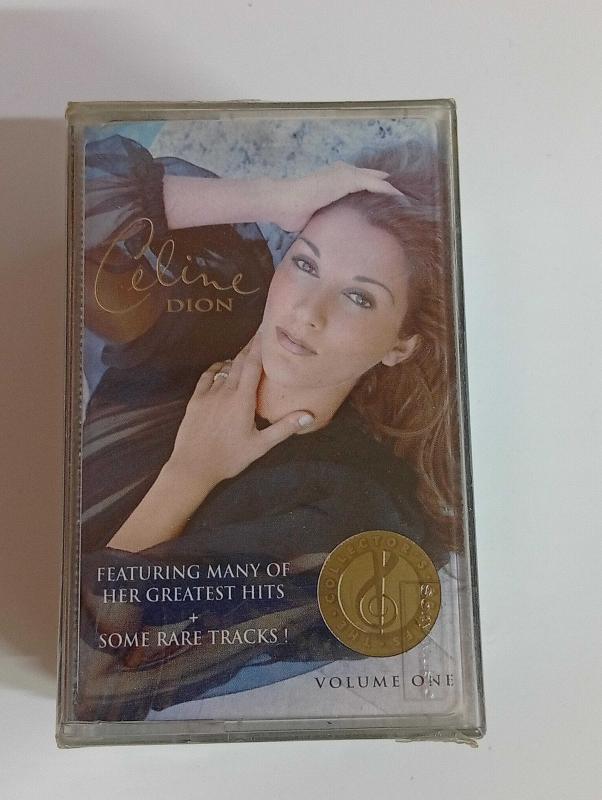 Celine
DION
FEATURING MANY OF
HER GREATEST HITS
+
SOME RARE TRACKS !
THE COLLECTOR'S SERIES
VOLUME ONE